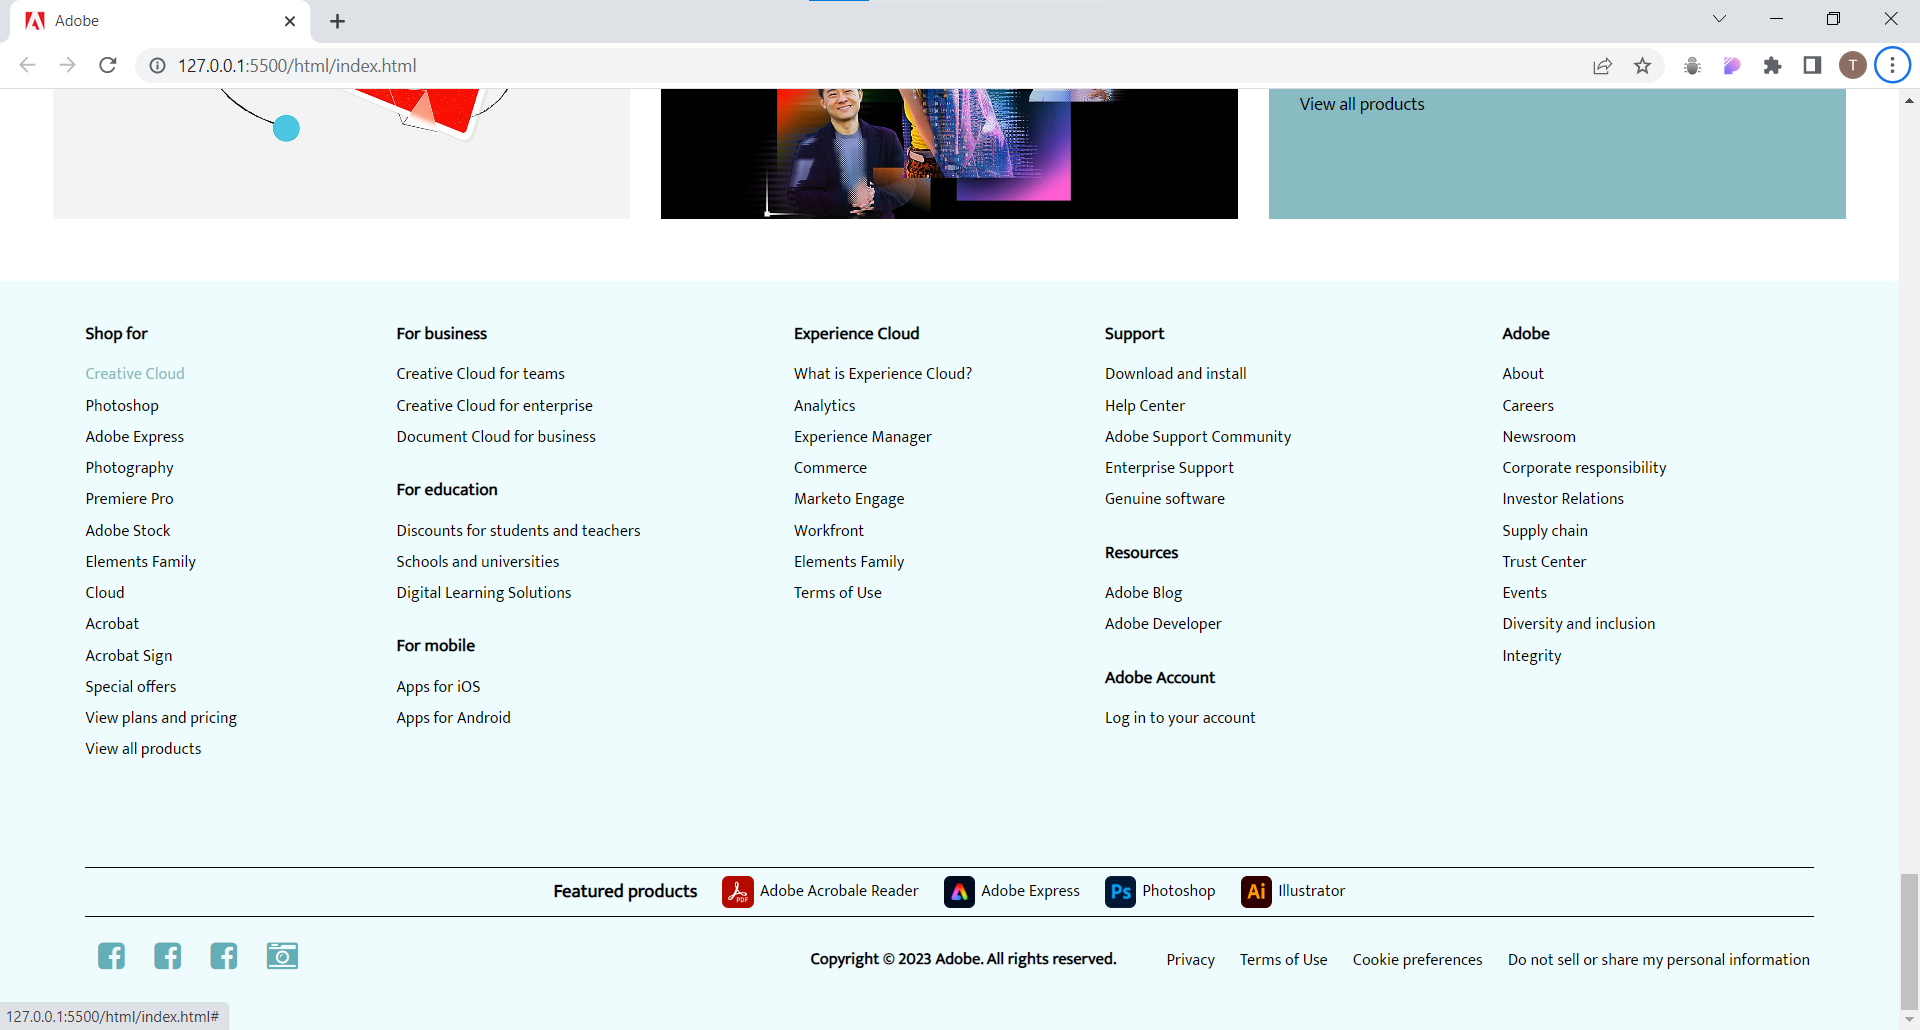 Adobe
127.0.0.1:5500/html/index.html
T
View all products
Shop for
Creative Cloud
Photoshop
Adobe Express
Photography
Premiere Pro
Adobe Stock
Elements Family
Cloud
Acrobat
Acrobat Sign
Special offers
View plans and pricing
View all products
For business
Creative Cloud for teams
Creative Cloud for enterprise
Document Cloud for business
For education
Discounts for students and teachers
Schools and universities
Digital Learning Solutions
For mobile
Apps for iOS
Apps for Android
Experience Cloud
What is Experience Cloud?
Analytics
Experience Manager
Commerce
Marketo Engage
Workfront
Elements Family
Terms of Use
Support
Download and install
Help Center
Adobe Support Community
Enterprise Support
Genuine software
Resources
Adobe Blog
Adobe Developer
Adobe Account
Log in to your account
Adobe
About
Careers
Newsroom
Corporate responsibility
Investor Relations
Supply chain
Trust Center
Events
Diversity and inclusion
Integrity
Featured products PDF Adobe Acrobale Reader Adobe Express Ps Photoshop Ai Illustrator
Copyright © 2023 Adobe. All rights reserved. Privacy Terms of Use Cookie preferences Do not sell or share my personal information
127.0.0.1:5500/html/index.html#